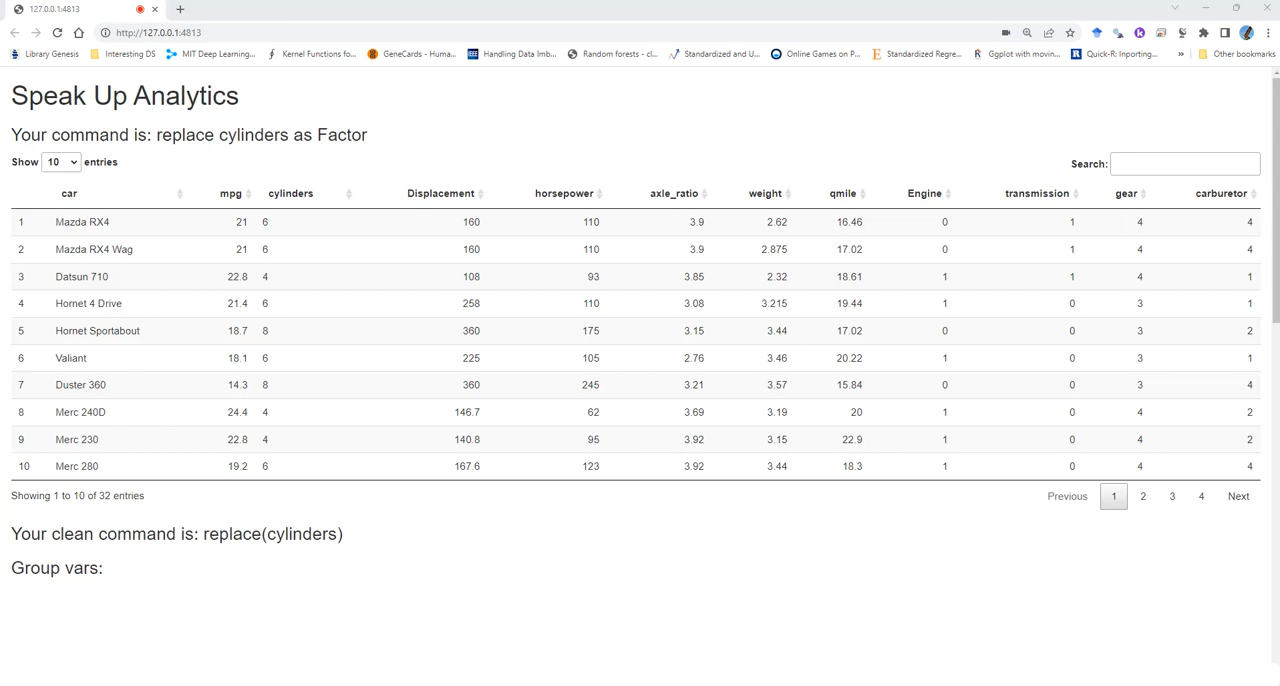 127.0.0.1:4813
http://127.0.0.1:4813
Library Genesis Interesting DS MIT Deep Learning... Kernel Functions fo... GeneCards - Huma... Handling Data Imb... Random forests - cl... Standardized and U... Online Games on P... Standardized Regre... Ggplot with movin... Quick-R: Inporting... » Other bookmarks
Speak Up Analytics
Your command is: replace cylinders as Factor
Show 10 entries Search:
car mpg cylinders Displacement horsepower axle_ratio weight qmile Engine transmission gear carburetor
1 Mazda RX4 21 6 160 110 3.9 2.62 16.46 0 1 4 4
2 Mazda RX4 Wag 21 6 160 110 3.9 2.875 17.02 0 1 4 4
3 Datsun 710 22.8 4 108 93 3.85 2.32 18.61 1 1 4 1
4 Hornet 4 Drive 21.4 6 258 110 3.08 3.215 19.44 1 0 3 1
5 Hornet Sportabout 18.7 8 360 175 3.15 3.44 17.02 0 0 3 2
6 Valiant 18.1 6 225 105 2.76 3.46 20.22 1 0 3 1
7 Duster 360 14.3 8 360 245 3.21 3.57 15.84 0 0 3 4
8 Merc 240D 24.4 4 146.7 62 3.69 3.19 20 1 0 4 2
9 Merc 230 22.8 4 140.8 95 3.92 3.15 22.9 1 0 4 2
10 Merc 280 19.2 6 167.6 123 3.92 3.44 18.3 1 0 4 4
Showing 1 to 10 of 32 entries Previous 1 2 3 4 Next
Your clean command is: replace(cylinders)
Group vars: